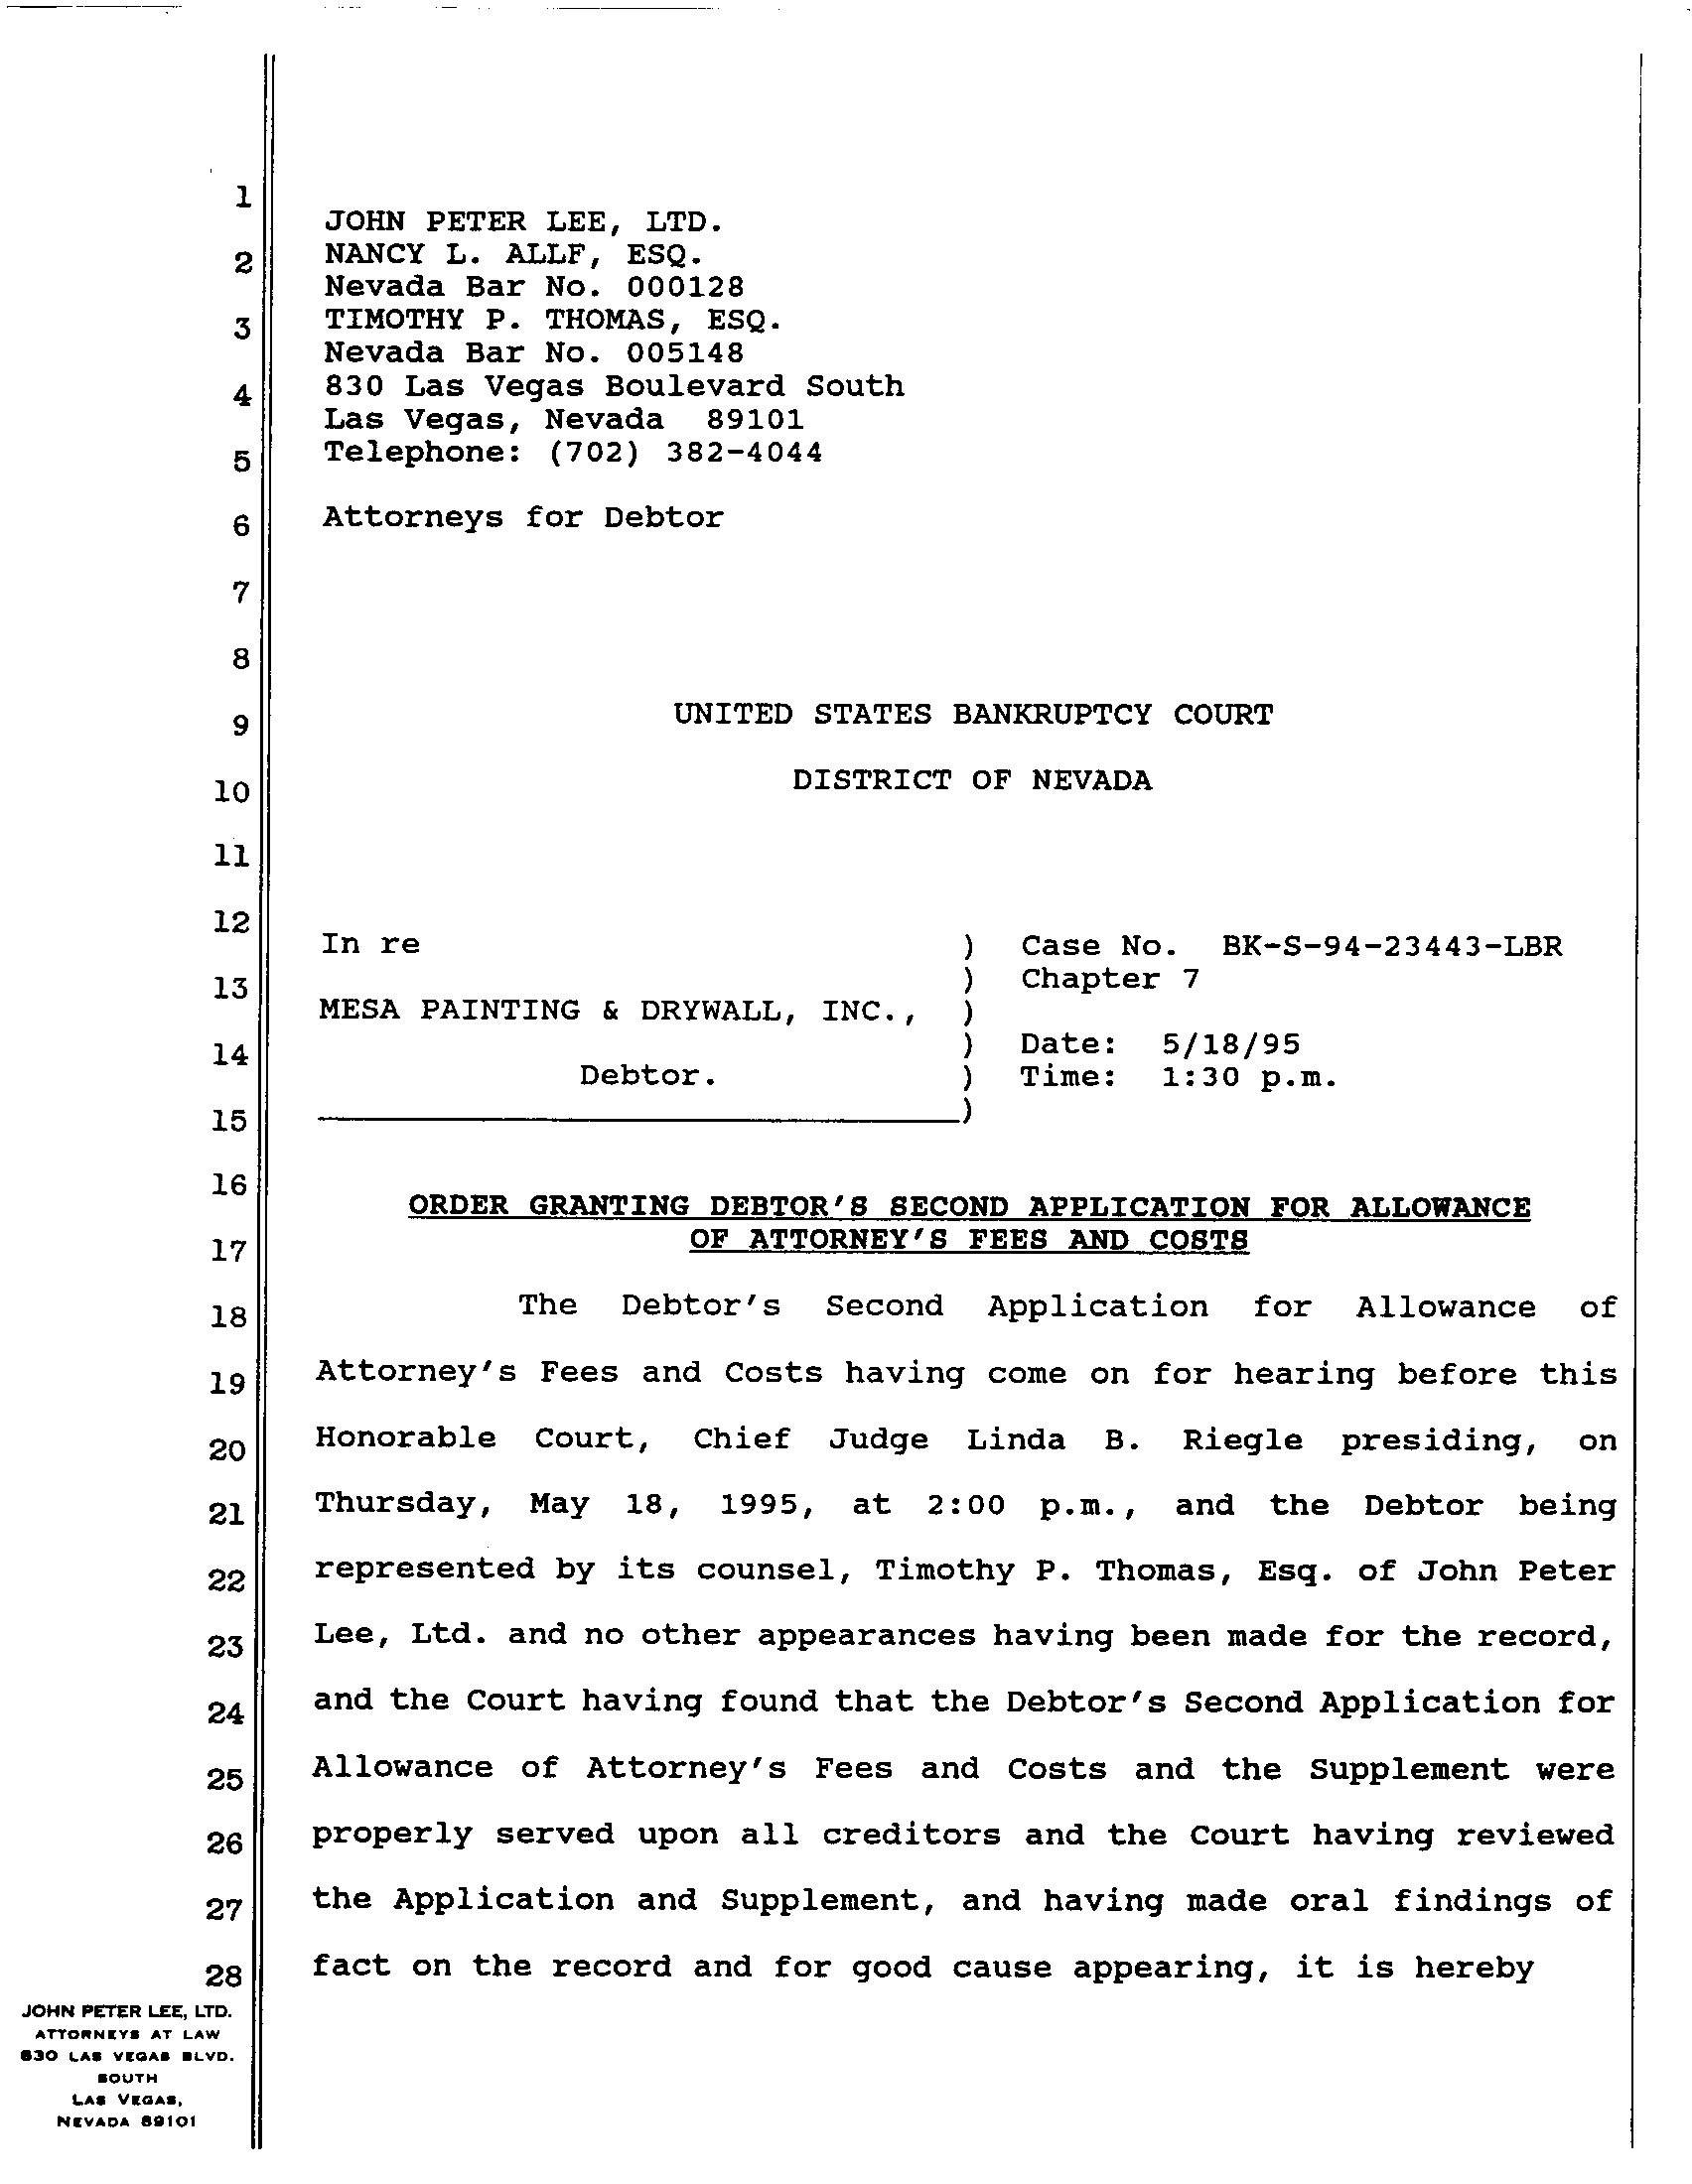 1
JOHN PETER LEE, LTD.
2 NANCY L. ALLF, ESQ.
Nevada Bar No. 000128
3 TIMOTHY P. THOMAS, ESQ.
Nevada Bar No. 005148
4 830 Las Vegas Boulevard South
Las Vegas, Nevada 89101
5 Telephone: (702) 382-4044
6 Attorneys for Debtor
7
8
9 UNITED STATES BANKRUPTCY COURT
10 DISTRICT OF NEVADA
11
12
In re ) Case No. BK-S-94-23443-LBR
13 ) Chapter 7
MESA PAINTING & DRYWALL, INC., )
14 ) Date: 5/18/95
Debtor. ) Time: 1:30 p.m.
15 )
16
ORDER GRANTING DEBTOR'S SECOND APPLICATION FOR ALLOWANCE
17 OF ATTORNEY'S FEES AND COSTS
18 The Debtor's Second Application for Allowance of
19 Attorney's Fees and Costs having come on for hearing before this
20 Honorable Court, Chief Judge Linda B. Riegle presiding, on
21 Thursday, May 18, 1995, at 2:00 p.m., and the Debtor being
22 represented by its counsel, Timothy P. Thomas, Esq. of John Peter
23 Lee, Ltd. and no other appearances having been made for the record,
24 and the Court having found that the Debtor's Second Application for
25 Allowance of Attorney's Fees and Costs and the Supplement were
26 properly served upon all creditors and the Court having reviewed
27 the Application and Supplement, and having made oral findings of
28 fact on the record and for good cause appearing, it is hereby
JOHN PETER LEE, LTD.
ATTORNEYS AT LAW
830 LAS VEGAS BLVD.
SOUTH
LAS VEGAS,
NEVADA 89101